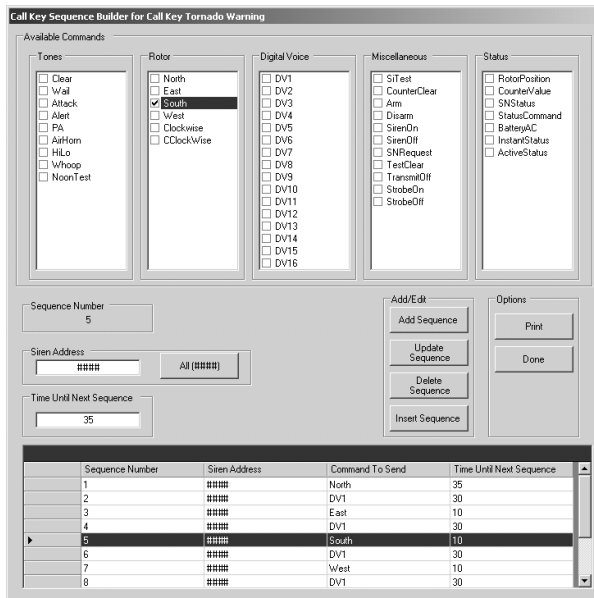 Call Key Sequence Builder for Call Key Tornado Warning
Available Commands
Tones
Clear
Wail
Attack
Alert
PA
AirHorn
HiLo
Whoop
NoonTest
Rotor
North
East
South
West
Clockwise
CClockWise
Digital Voice
DV1
DV2
DV3
DV4
DV5
DV6
DV7
DV8
DV9
DV10
DV11
DV12
DV13
DV14
DV15
DV16
Miscellaneous
SiTest
CounterClear
Arm
Disarm
SirenOn
SirenOff
SNRequest
TestClear
TransmitOff
StrobeOn
StrobeOff
Status
RotorPosition
CounterValue
SNStatus
StatusCommand
BatteryAC
InstantStatus
ActiveStatus
Sequence Number
5
Siren Address
####
All (####)
Time Until Next Sequence
35
Add/Edit
Add Sequence
Update
Sequence
Delete
Sequence
Insert Sequence
Options
Print
Done
Sequence Number Siren Address Command To Send Time Until Next Sequence
1 #### North 35
2 #### DV1 30
3 #### East 10
4 #### DV1 30
5 #### South 10
6 #### DV1 30
7 #### West 10
8 #### DV1 30